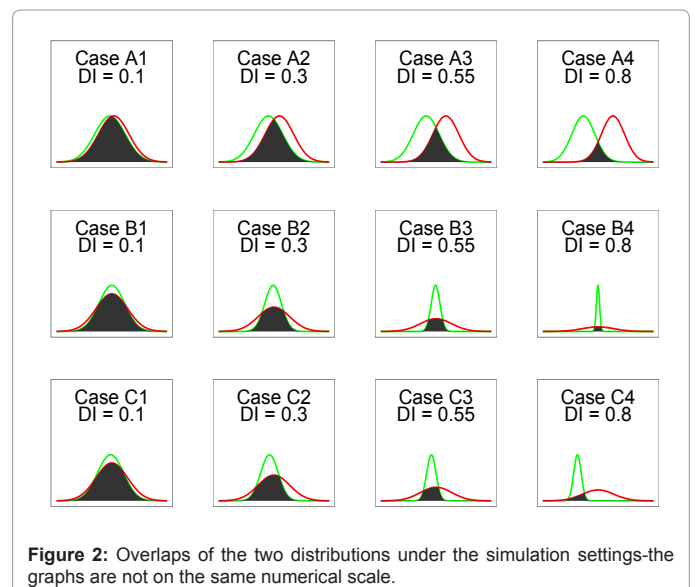 Case A1
DI = 0.1
Case A2
DI = 0.3
Case A3
DI = 0.55
Case A4
DI = 0.8
Case B1
DI = 0.1
Case B2
DI = 0.3
Case B3
DI = 0.55
Case B4
DI = 0.8
Case C1
DI = 0.1
Case C2
DI = 0.3
Case C3
DI = 0.55
Case C4
DI = 0.8
Figure 2: Overlaps of the two distributions under the simulation settings-the
graphs are not on the same numerical scale.